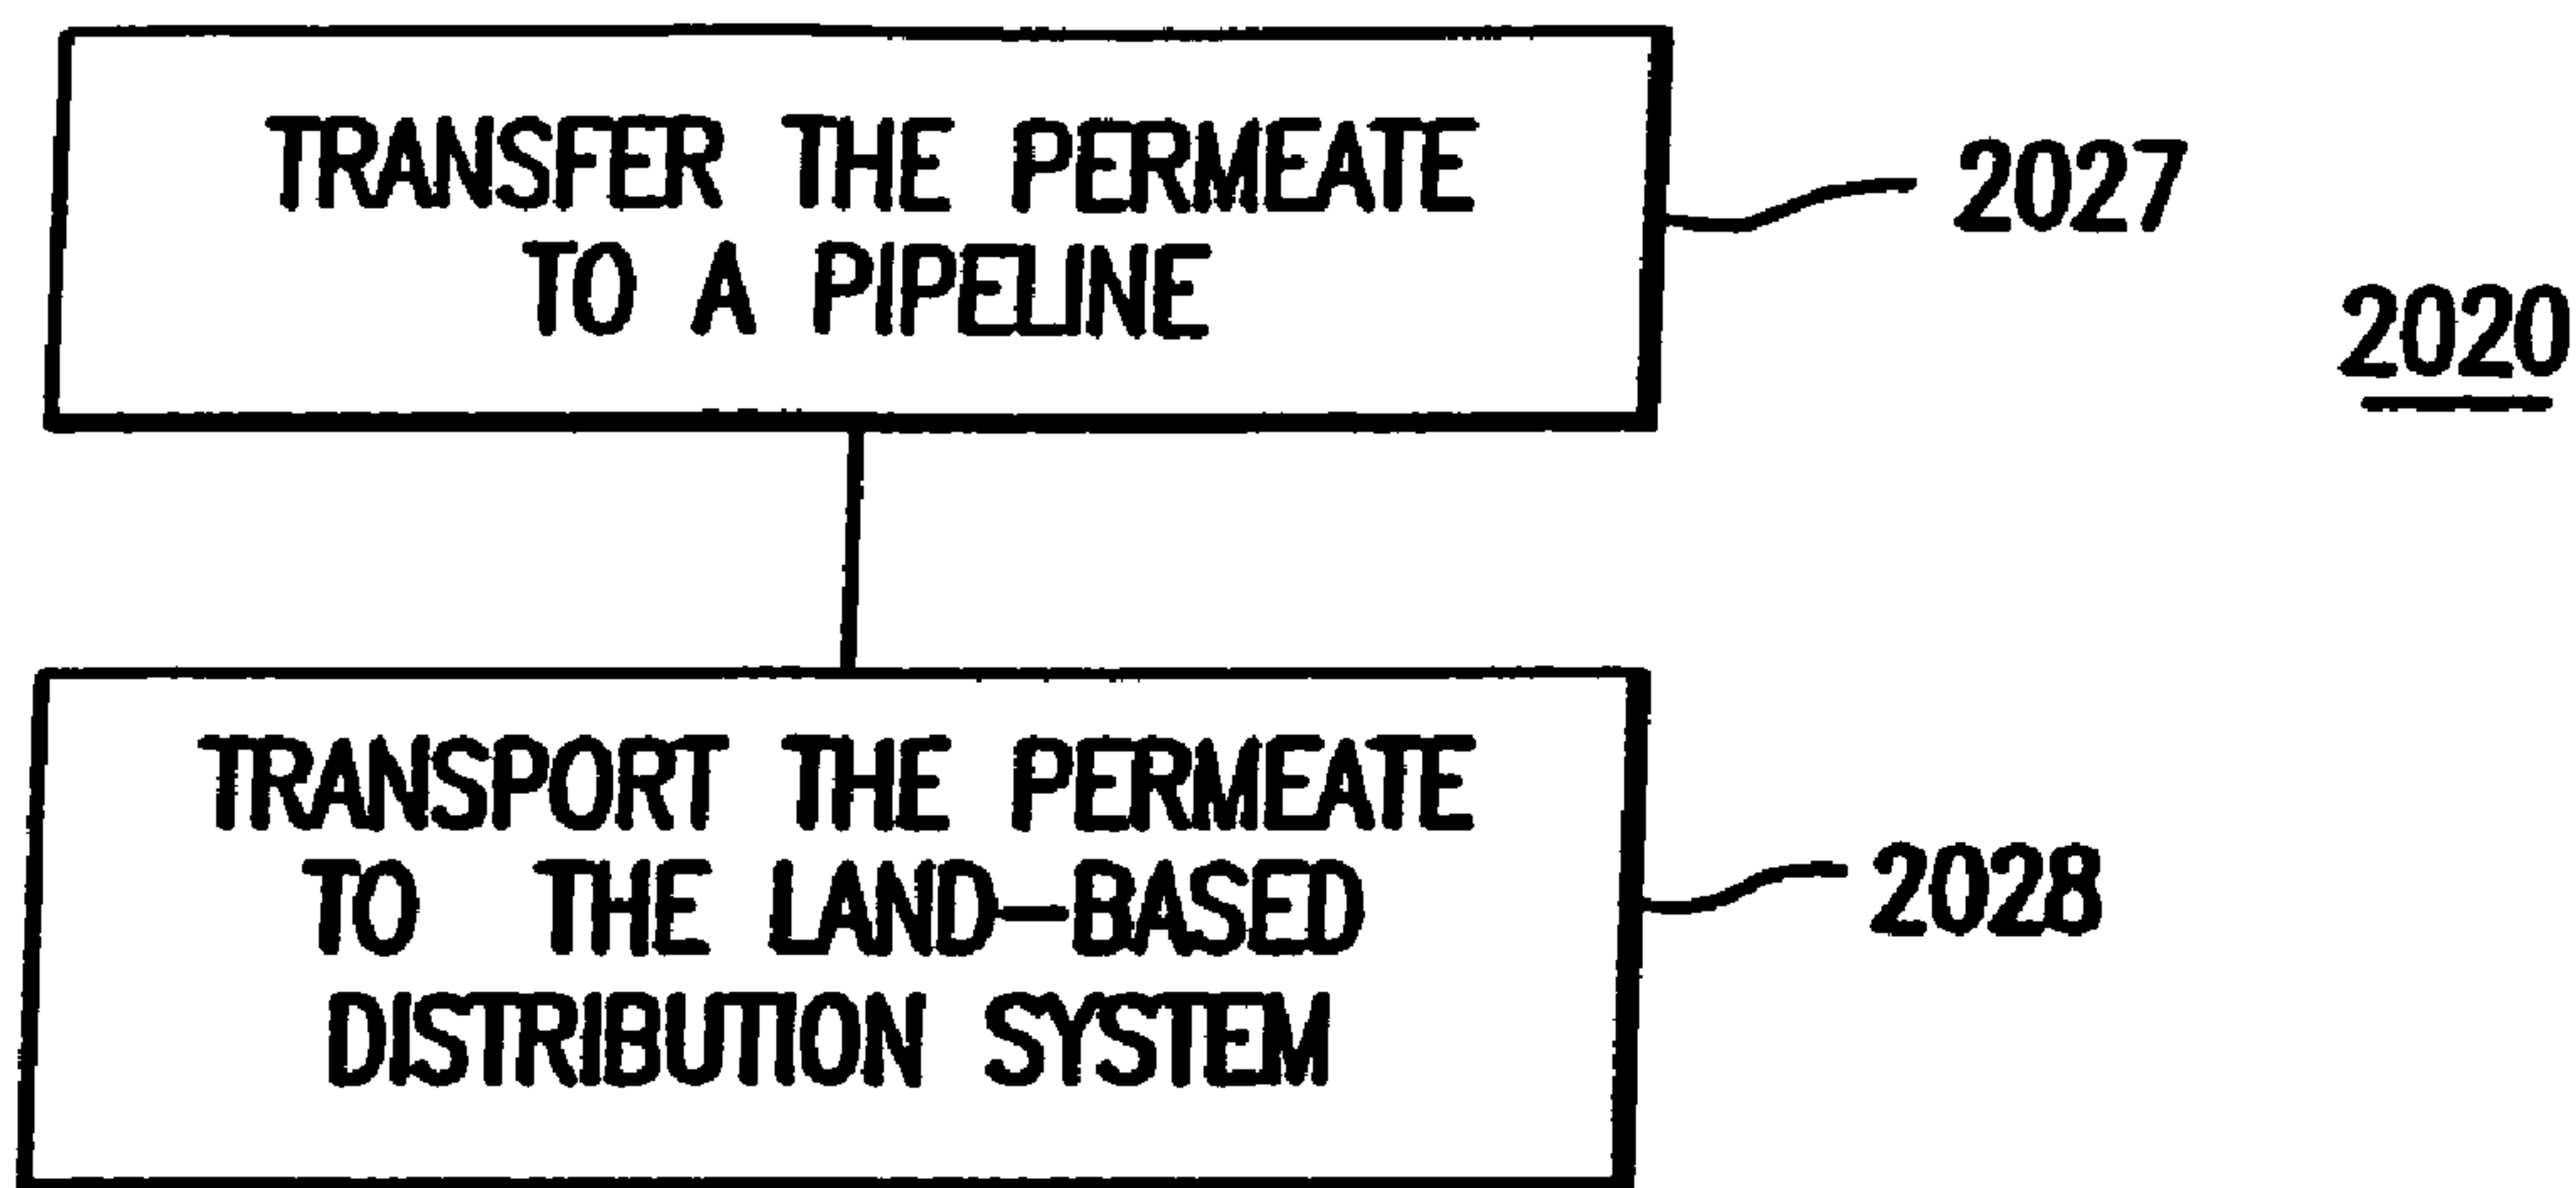 TRANSFER THE PERMEATE
TO A PIPELINE
2027
2020
TRANSPORT THE PERMEATE
TO THE LAND-BASED
DISTRIBUTION SYSTEM
2028